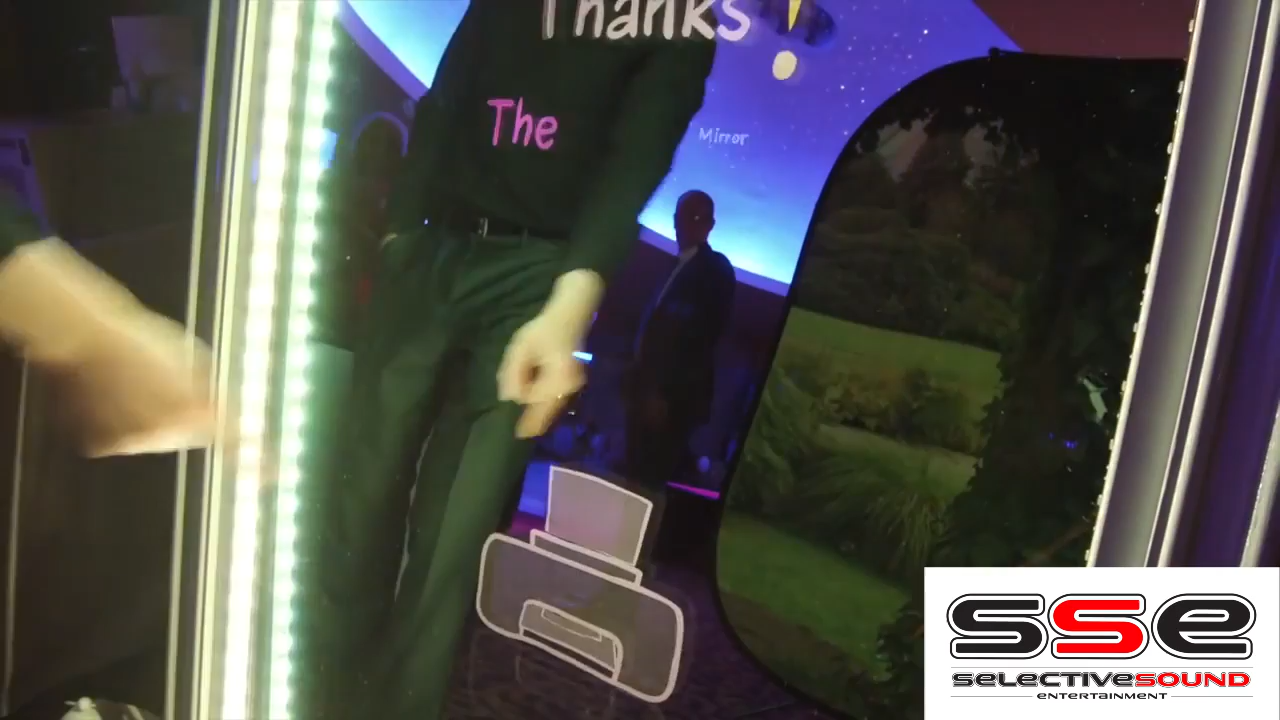 Thanks!
The Mirror
sse
SELECTIVESOUND
ENTERTAINMENT